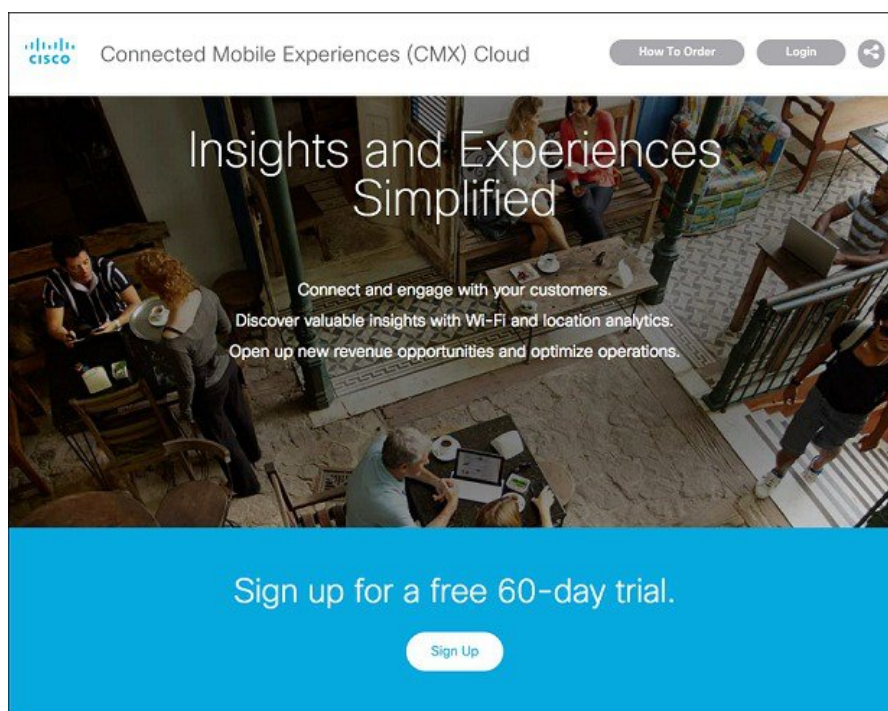 CISCO
Connected Mobile Experiences (CMX) Cloud
How To Order
Login
Insights and Experiences
Simplified
Connect and engage with your customers.
Discover valuable insights with Wi-Fi and location analytics.
Open up new revenue opportunities and optimize operations.
Sign up for a free 60-day trial.
Sign Up